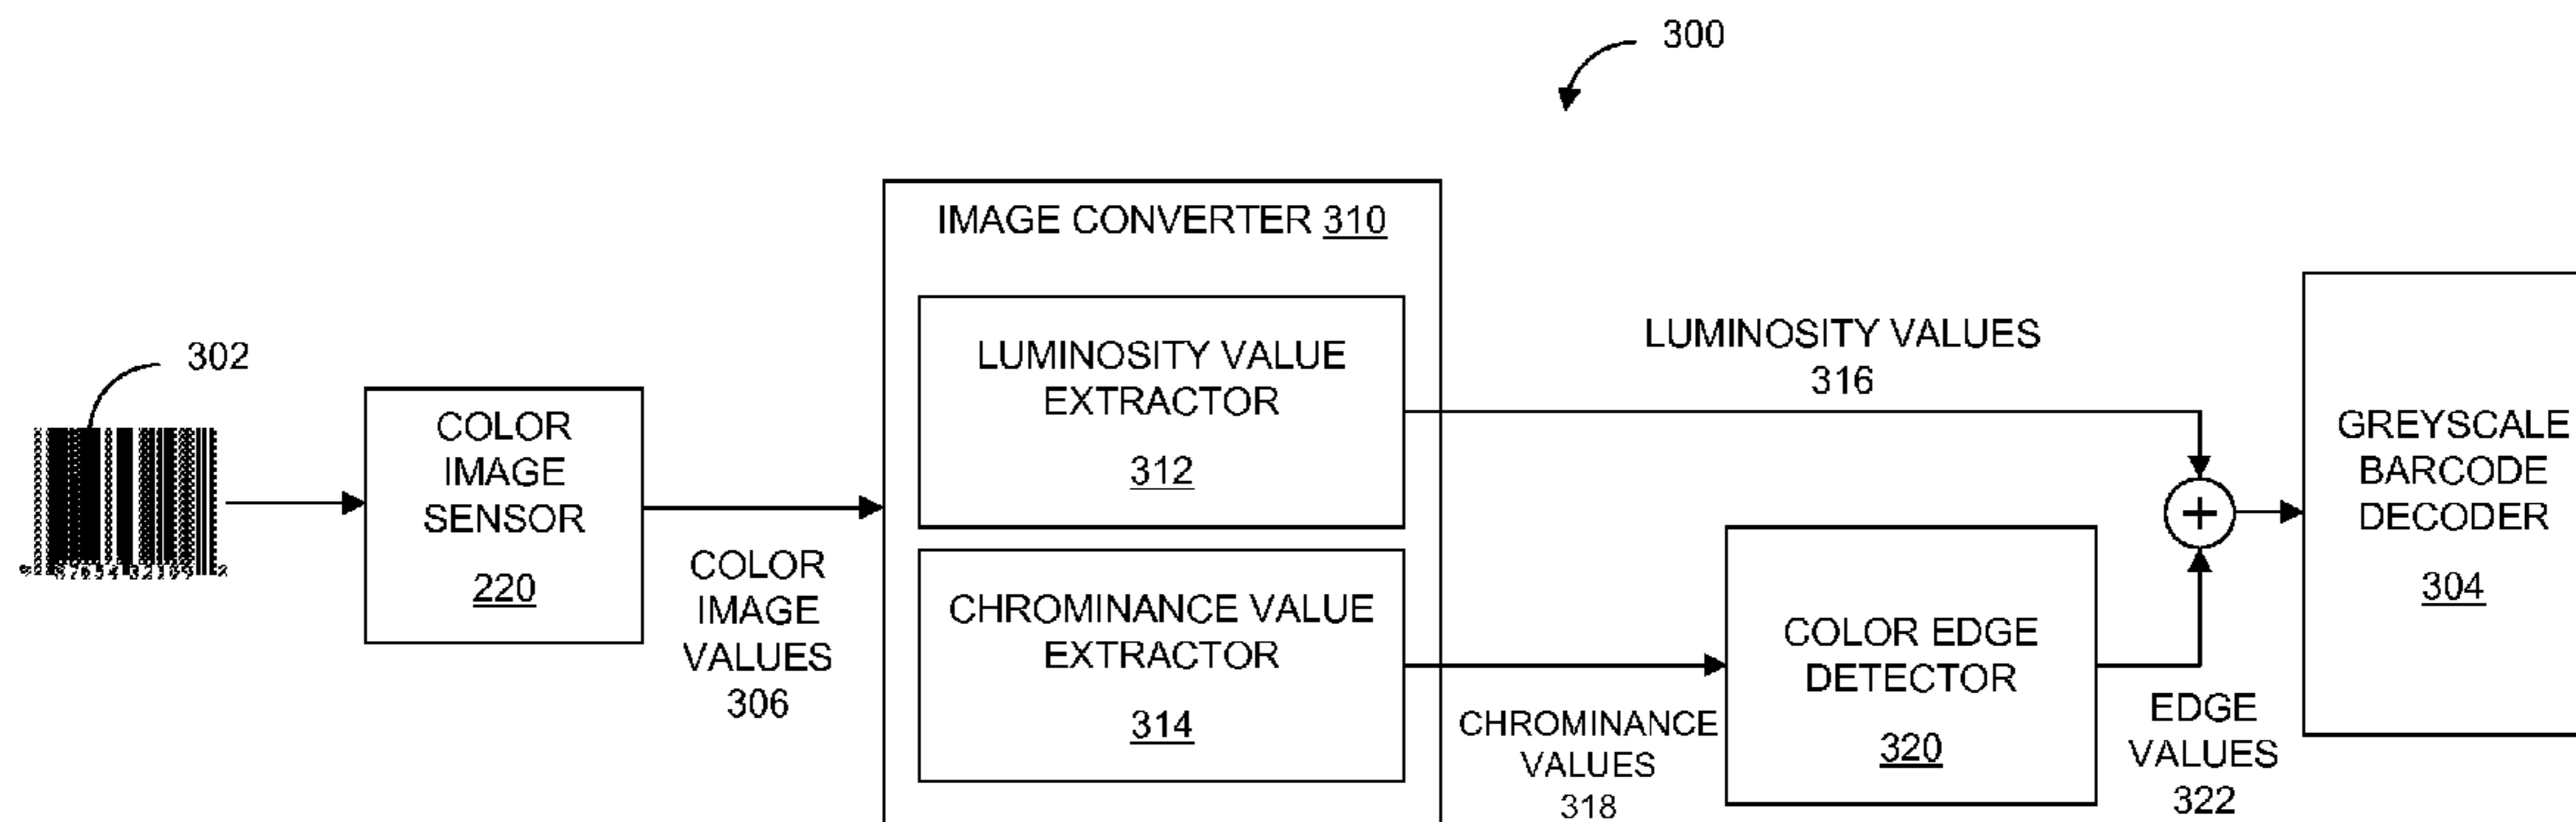 300
302
COLOR
IMAGE
SENSOR
220
COLOR
IMAGE
VALUES
306
IMAGE CONVERTER 310
LUMINOSITY VALUE
EXTRACTOR
312
CHROMINANCE VALUE
EXTRACTOR
314
LUMINOSITY VALUES
316
CHROMINANCE
VALUES
318
COLOR EDGE
DETECTOR
320
+
EDGE
VALUES
322
GREYSCALE
BARCODE
DECODER
304